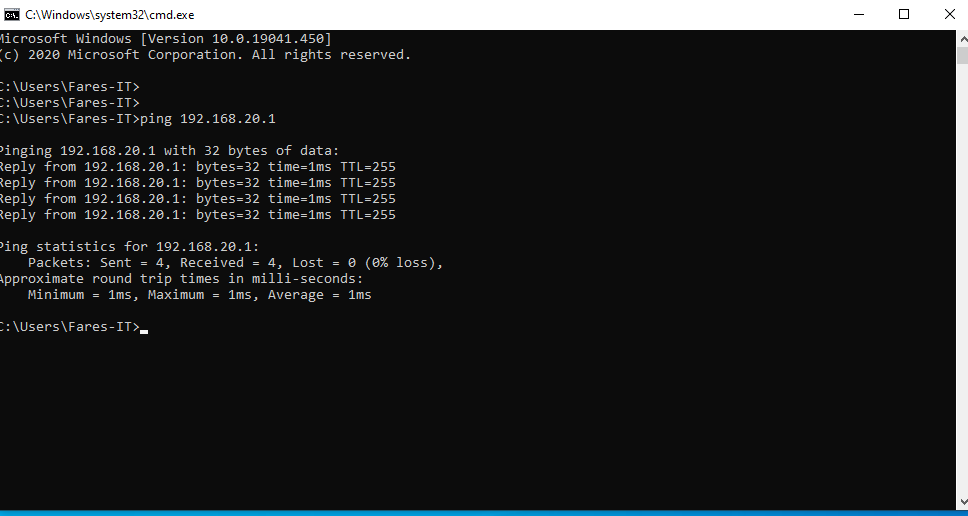 C:\Windows\system32\cmd.exe
Microsoft Windows [Version 10.0.19041.450]
(c) 2020 Microsoft Corporation. All rights reserved.
C:\Users\Fares-IT>
C:\Users\Fares-IT>
C:\Users\Fares-IT>ping 192.168.20.1
Pinging 192.168.20.1 with 32 bytes of data:
Reply from 192.168.20.1: bytes=32 time=1ms TTL=255
Reply from 192.168.20.1: bytes=32 time=1ms TTL=255
Reply from 192.168.20.1: bytes=32 time=1ms TTL=255
Reply from 192.168.20.1: bytes=32 time=1ms TTL=255
Ping statistics for 192.168.20.1:
Packets: Sent = 4, Received = 4, Lost = 0 (0% loss),
Approximate round trip times in milli-seconds:
Minimum = 1ms, Maximum = 1ms, Average = 1ms
C:\Users\Fares-IT>